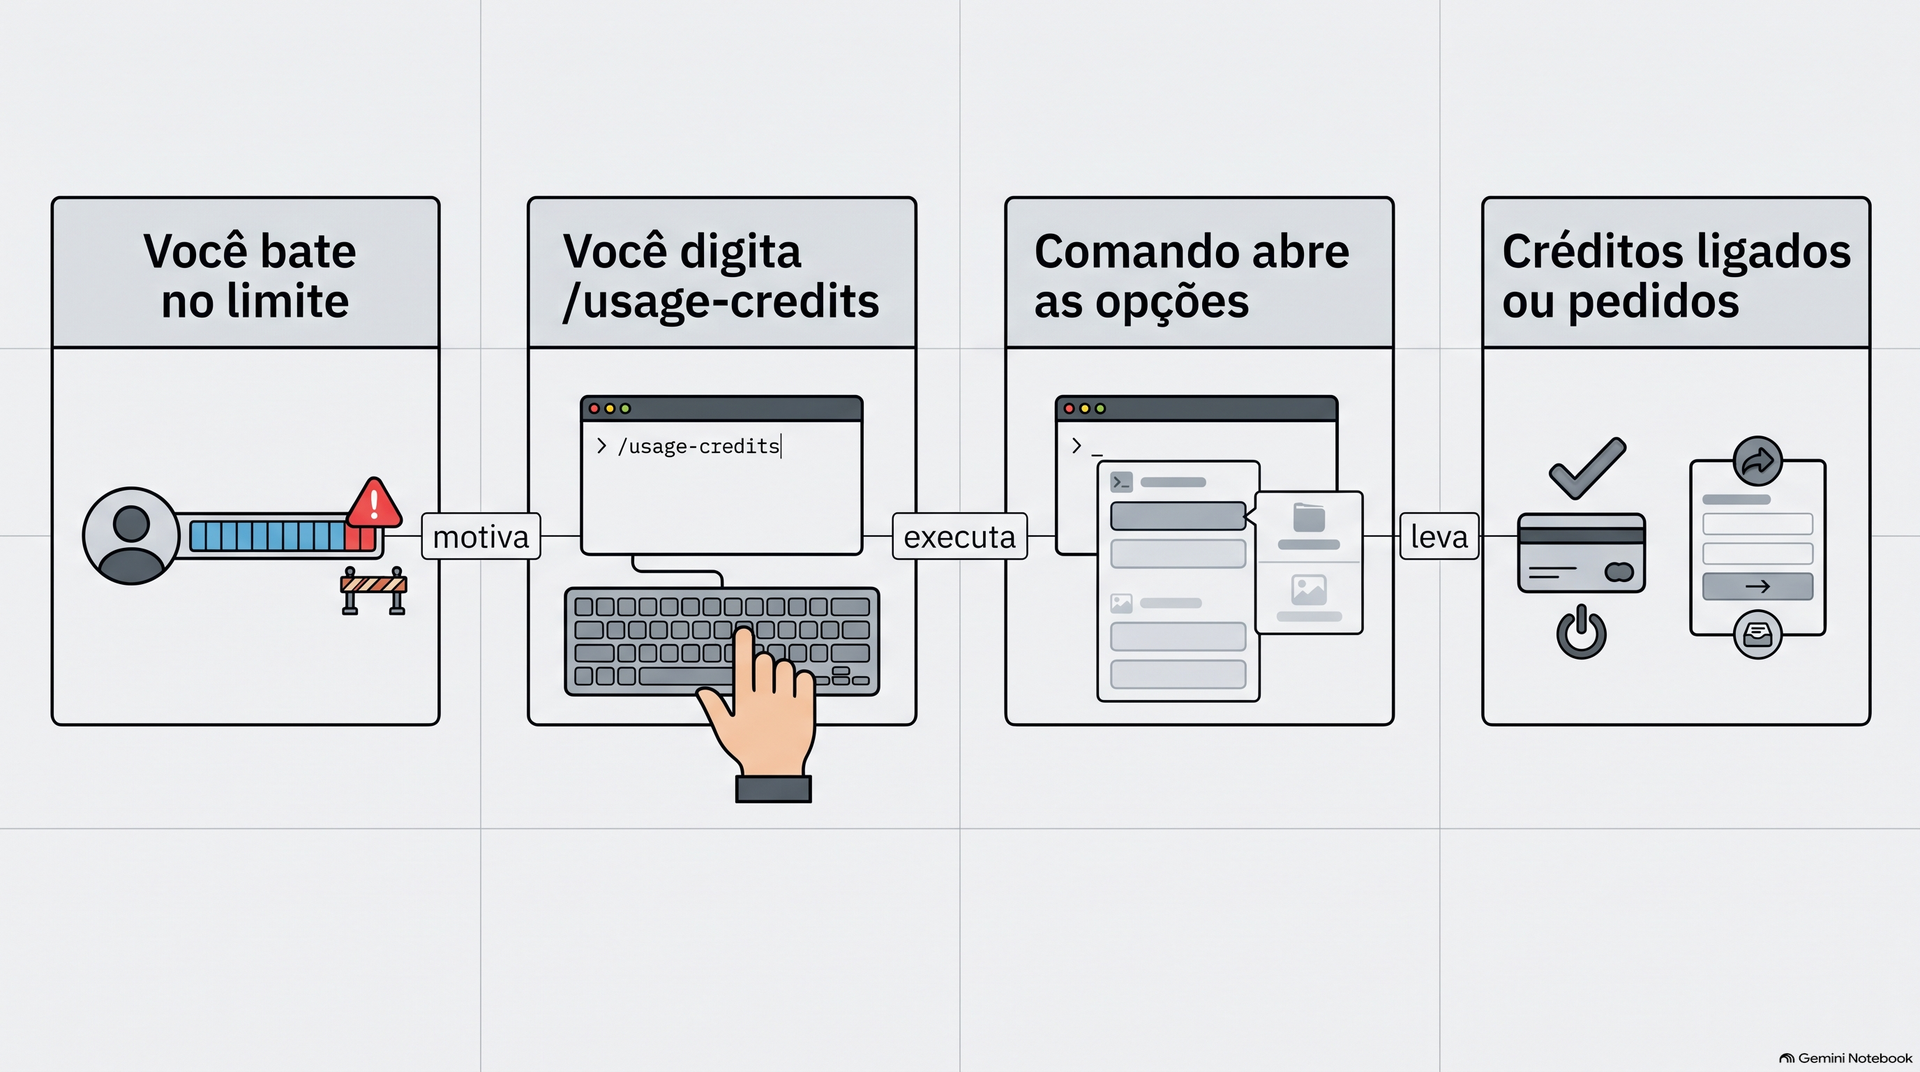 Você bate
no limite
Você digita
/usage-credits
Comando abre
as opções
Créditos ligados
ou pedidos
> /usage-credits
> _
motiva
executa
leva
Gemini Notebook